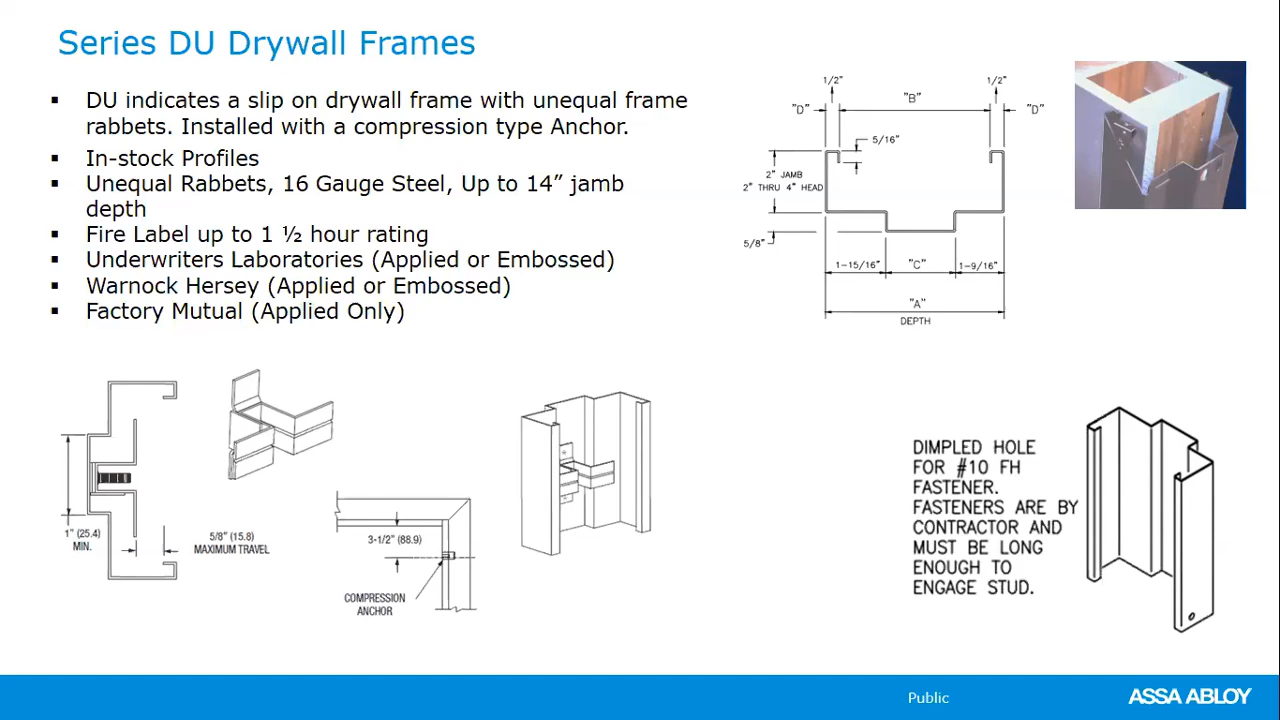 Series DU Drywall Frames
▪ DU indicates a slip on drywall frame with unequal frame
rabbets. Installed with a compression type Anchor.
▪ In-stock Profiles
▪ Unequal Rabbets, 16 Gauge Steel, Up to 14” jamb
depth
▪ Fire Label up to 1 ½ hour rating
▪ Underwriters Laboratories (Applied or Embossed)
▪ Warnock Hersey (Applied or Embossed)
▪ Factory Mutual (Applied Only)
1/2"
1/2"
"D"
"B"
"D"
5/16"
2" JAMB
2" THRU 4" HEAD
5/8"
1-15/16"
"C"
1-9/16"
"A"
DEPTH
1" (25.4)
MIN.
5/8" (15.8)
MAXIMUM TRAVEL
3-1/2" (88.9)
COMPRESSION
ANCHOR
DIMPLED HOLE
FOR #10 FH
FASTENER.
FASTENERS ARE BY
CONTRACTOR AND
MUST BE LONG
ENOUGH TO
ENGAGE STUD.
Public
ASSA ABLOY